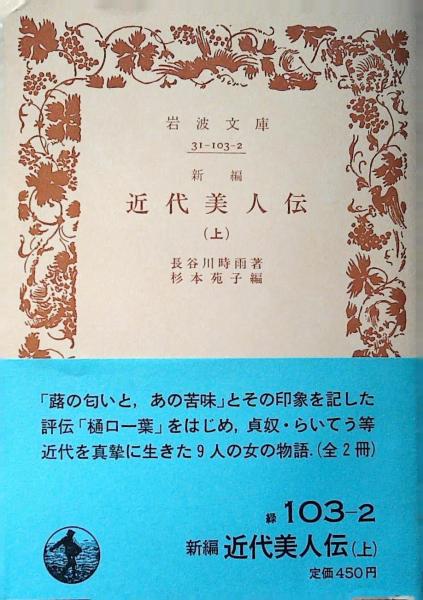 岩波文庫
31-103-2
新編
近代美人伝
(上)
長谷川時雨著
杉本苑子編
「蕗の匂いと，あの苦味」とその印象を記した
評伝「樋口一葉」をはじめ，貞奴・らいてう等
近代を真摯に生きた9人の女の物語．(全2冊)
緑 103-2
新編 近代美人伝(上)
定価450円